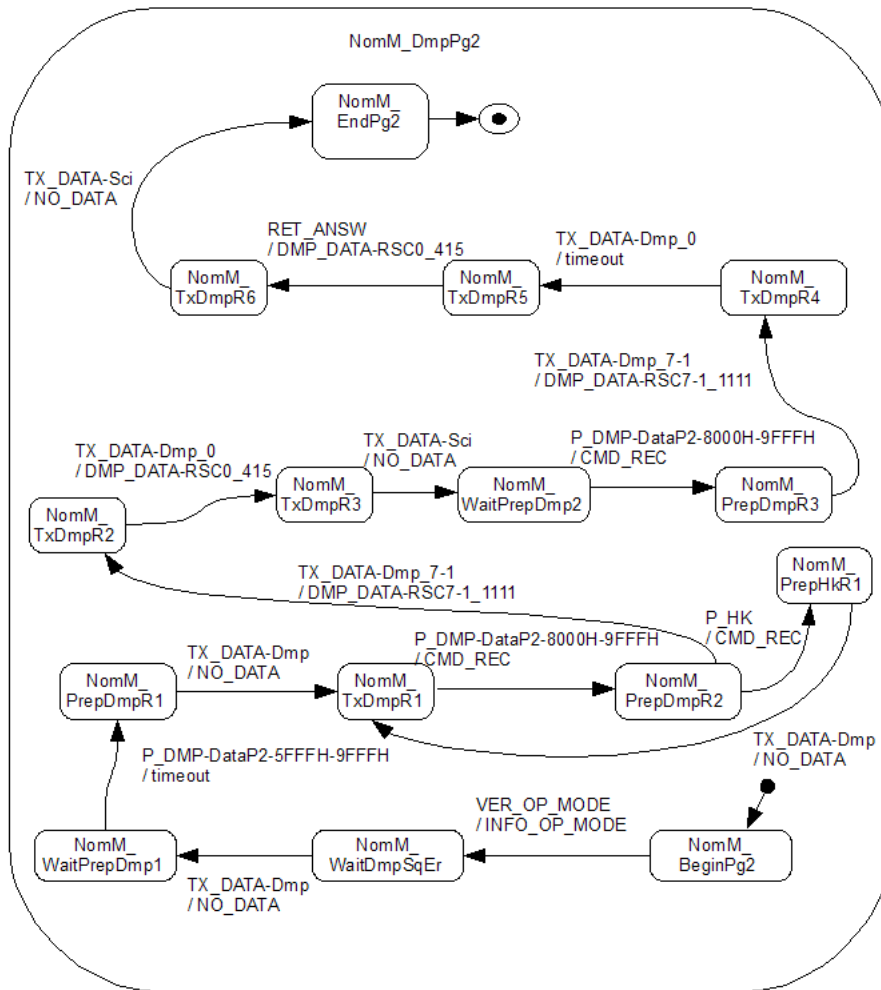 NomM_DmpPg2
NomM_
EndPg2
TX_DATA-Sci
/ NO_DATA
RET_ANSW
/ DMP_DATA-RSC0_415
TX_DATA-Dmp_0
/ timeout
NomM_
TxDmpR6
NomM_
TxDmpR5
NomM_
TxDmpR4
TX_DATA-Dmp_7-1
/ DMP_DATA-RSC7-1_1111
TX_DATA-Dmp_0
/ DMP_DATA-RSC0_415
TX_DATA-Sci
/ NO_DATA
P_DMP-DataP2-8000H-9FFFH
/ CMD_REC
NomM_
TxDmpR2
NomM_
TxDmpR3
NomM_
WaitPrepDmp2
NomM_
PrepDmpR3
TX_DATA-Dmp_7-1
/ DMP_DATA-RSC7-1_1111
NomM_
PrepHkR1
P_HK
/ CMD_REC
TX_DATA-Dmp
/ NO_DATA
P_DMP-DataP2-8000H-9FFFH
/ CMD_REC
NomM_
PrepDmpR1
NomM_
TxDmpR1
NomM_
PrepDmpR2
P_DMP-DataP2-5FFFH-9FFFH
/ timeout
TX_DATA-Dmp
/ NO_DATA
VER_OP_MODE
/ INFO_OP_MODE
NomM_
WaitPrepDmp1
NomM_
WaitDmpSqEr
NomM_
BeginPg2
TX_DATA-Dmp
/ NO_DATA